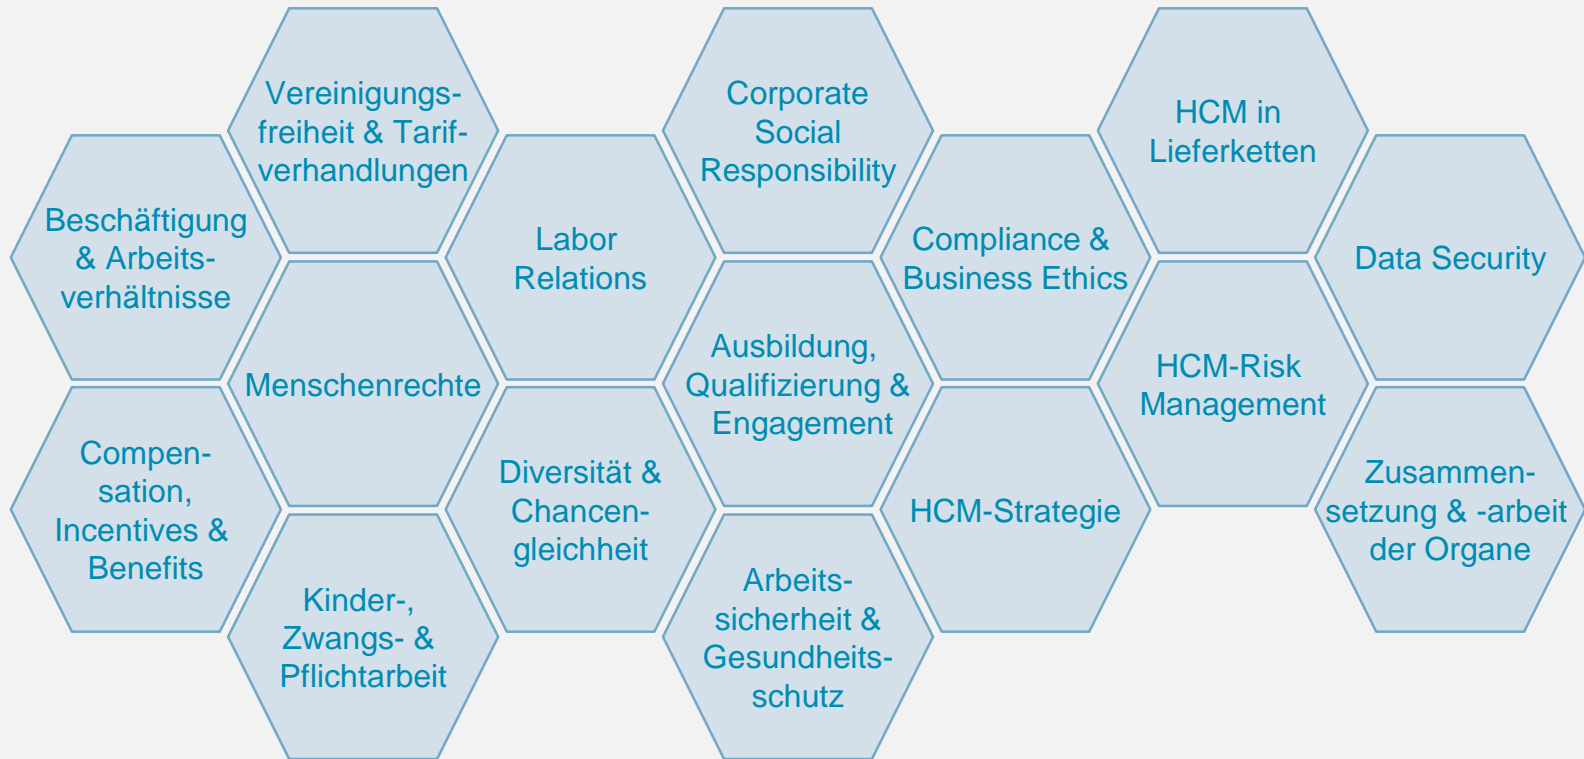 Vereinigungs-
freiheit & Tarif-
verhandlungen
Corporate
Social
Responsibility
HCM in
Lieferketten
Beschäftigung
& Arbeits-
verhältnisse
Labor
Relations
Compliance &
Business Ethics
Data Security
Menschenrechte
Ausbildung,
Qualifizierung &
Engagement
HCM-Risk
Management
Compen-
sation,
Incentives &
Benefits
Diversität &
Chancen-
gleichheit
HCM-Strategie
Zusammen-
setzung & -arbeit
der Organe
Kinder-,
Zwangs- &
Pflichtarbeit
Arbeits-
sicherheit &
Gesundheits-
schutz